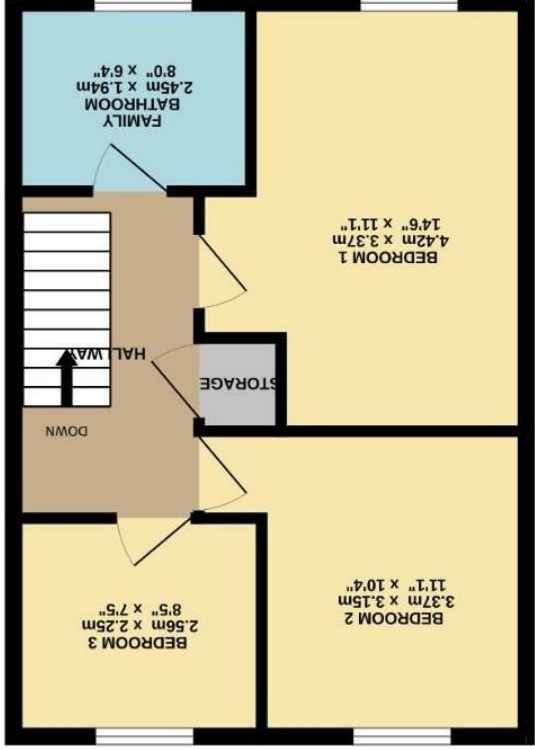 BEDROOM 2
3.37m x 3.15m
11'1" x 10'4"
BEDROOM 3
2.56m x 2.25m
8'5" x 7'5"
DOWN
STORAGE
HALLWAY
BEDROOM 1
4.42m x 3.37m
14'6" x 11'1"
FAMILY
BATHROOM
2.45m x 1.94m
8'0" x 6'4"